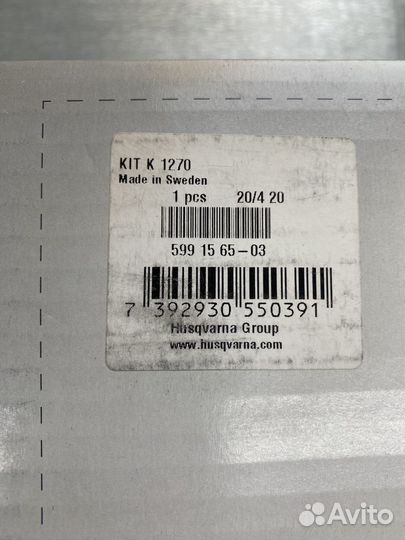 KIT K 1270
Made in Sweden
1 pcs 20/4 20
599 15 65-03
7 392930 550391
Husqvarna Group
www.husqvarna.com
Avito